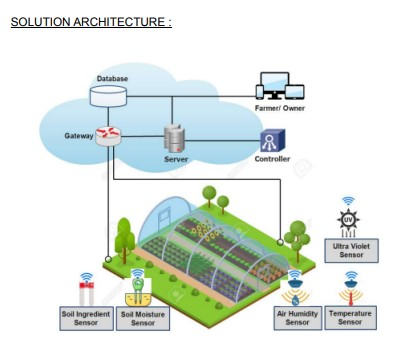 SOLUTION ARCHITECTURE :
Database
Farmer/ Owner
Gateway
Server
Controller
UV
Ultra Violet
Sensor
Soil Ingredient
Sensor
Soil Moisture
Sensor
Air Humidity
Sensor
Temperature
Sensor